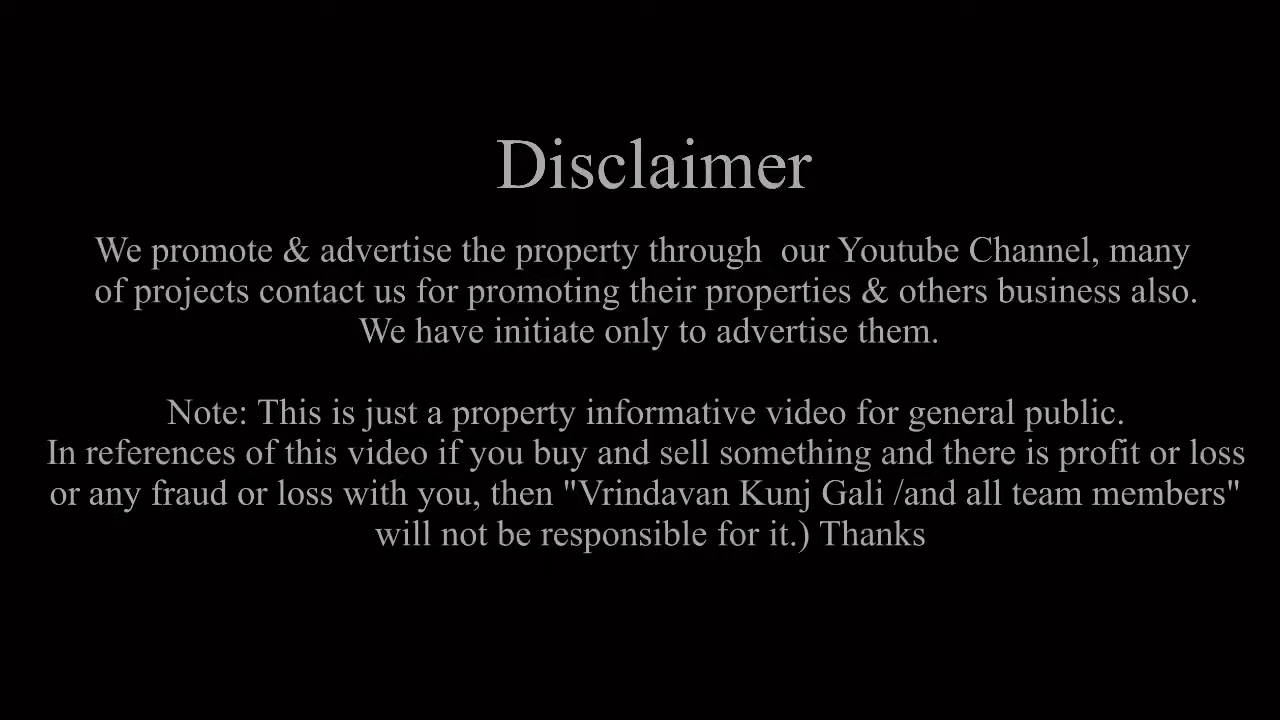 Disclaimer
We promote & advertise the property through our Youtube Channel, many
of projects contact us for promoting their properties & others business also.
We have initiate only to advertise them.
Note: This is just a property informative video for general public.
In references of this video if you buy and sell something and there is profit or loss
or any fraud or loss with you, then "Vrindavan Kunj Gali /and all team members"
will not be responsible for it.) Thanks